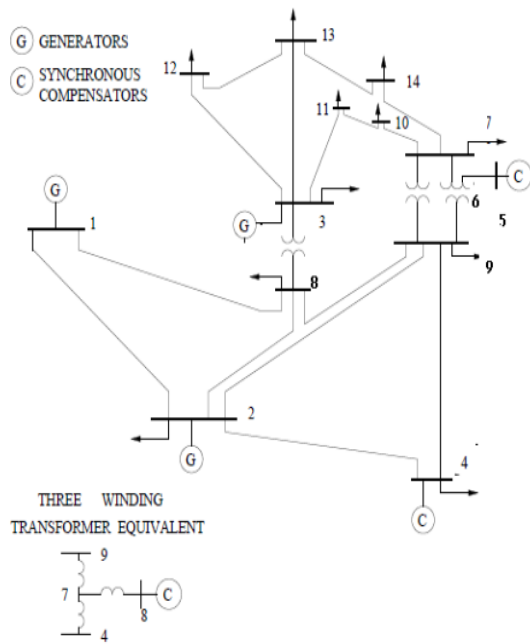 G GENERATORS
C SYNCHRONOUS
COMPENSATORS
13
12
14
11
10
7
C
6
5
G
3
G
1
9
8
2
G
4
C
THREE WINDING
TRANSFORMER EQUIVALENT
9
7
C
8
4